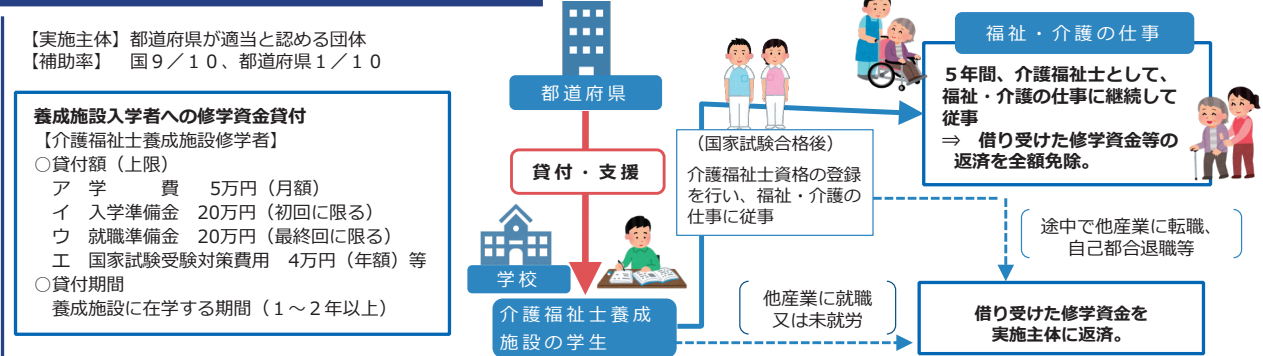 【実施主体】都道府県が適当と認める団体
【補助率】　国９／１０、都道府県１／１０
養成施設入学者への修学資金貸付
【介護福祉士養成施設修学者】
○貸付額（上限）
ア　学　　　費　　5万円（月額）
イ　入学準備金　20万円（初回に限る）
ウ　就職準備金　20万円（最終回に限る）
エ　国家試験受験対策費用　4万円（年額）等
○貸付期間
養成施設に在学する期間（１～２年以上）
都道府県
貸付・支援
学校
介護福祉士養成
施設の学生
（国家試験合格後）
介護福祉士資格の登録
を行い、福祉・介護の
仕事に従事
福祉・介護の仕事
５年間、介護福祉士として、
福祉・介護の仕事に継続して
従事
⇒　借り受けた修学資金等の
返済を全額免除。
途中で他産業に転職、
自己都合退職等
他産業に就職
又は未就労
借り受けた修学資金を
実施主体に返済。